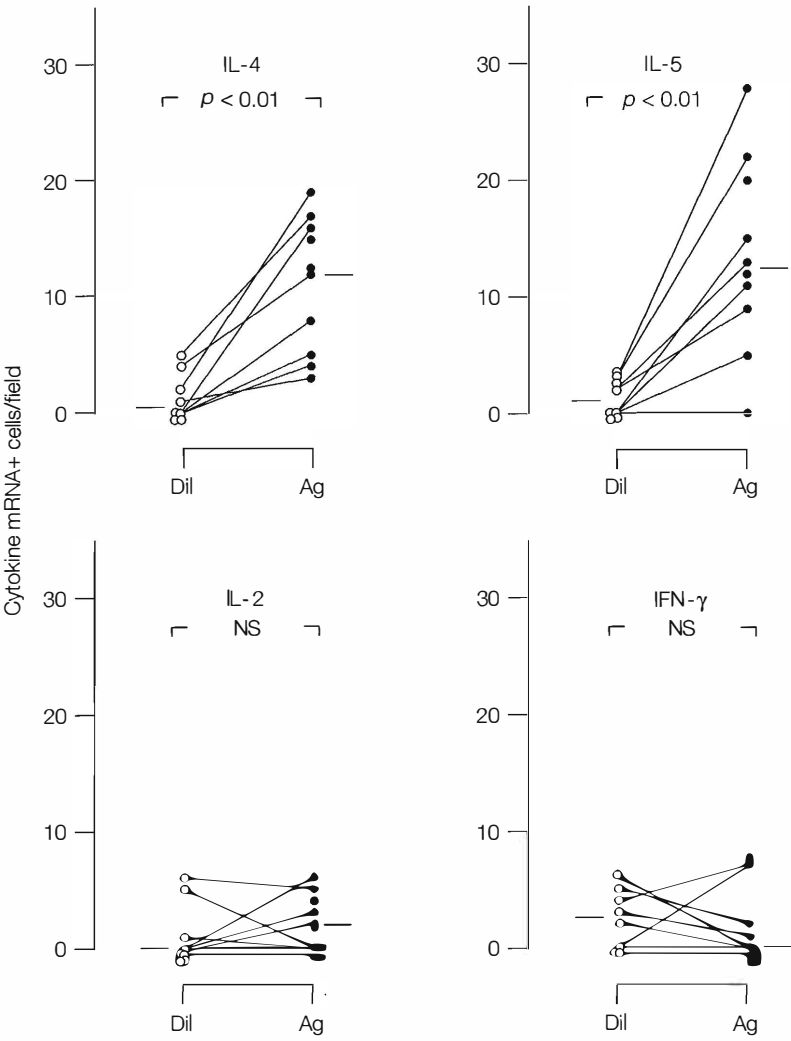 Cytokine mRNA+ cells/field
IL-4
p < 0.01
30
20
10
0
Dil Ag
IL-5
p < 0.01
30
20
10
0
Dil Ag
IL-2
NS
30
20
10
0
Dil Ag
IFN-γ
NS
30
20
10
0
Dil Ag